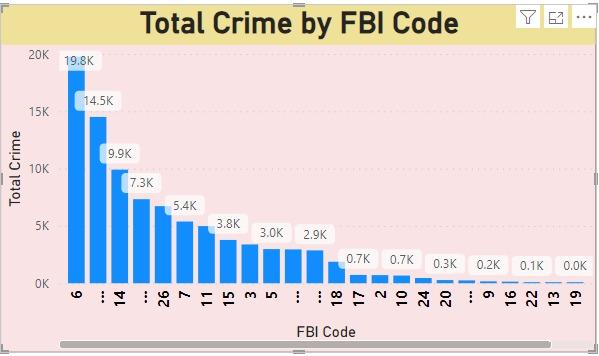 Total Crime by FBI Code
20K
15K
10K
5K
0K
Total Crime
19.8K
14.5K
9.9K
7.3K
5.4K
3.8K
3.0K
2.9K
0.7K
0.7K
0.3K
0.2K
0.1K
0.0K
6 ... 14 ... 26 7 11 15 3 5 ... ... 18 17 2 10 24 20 ... 9 16 22 13 19
FBI Code